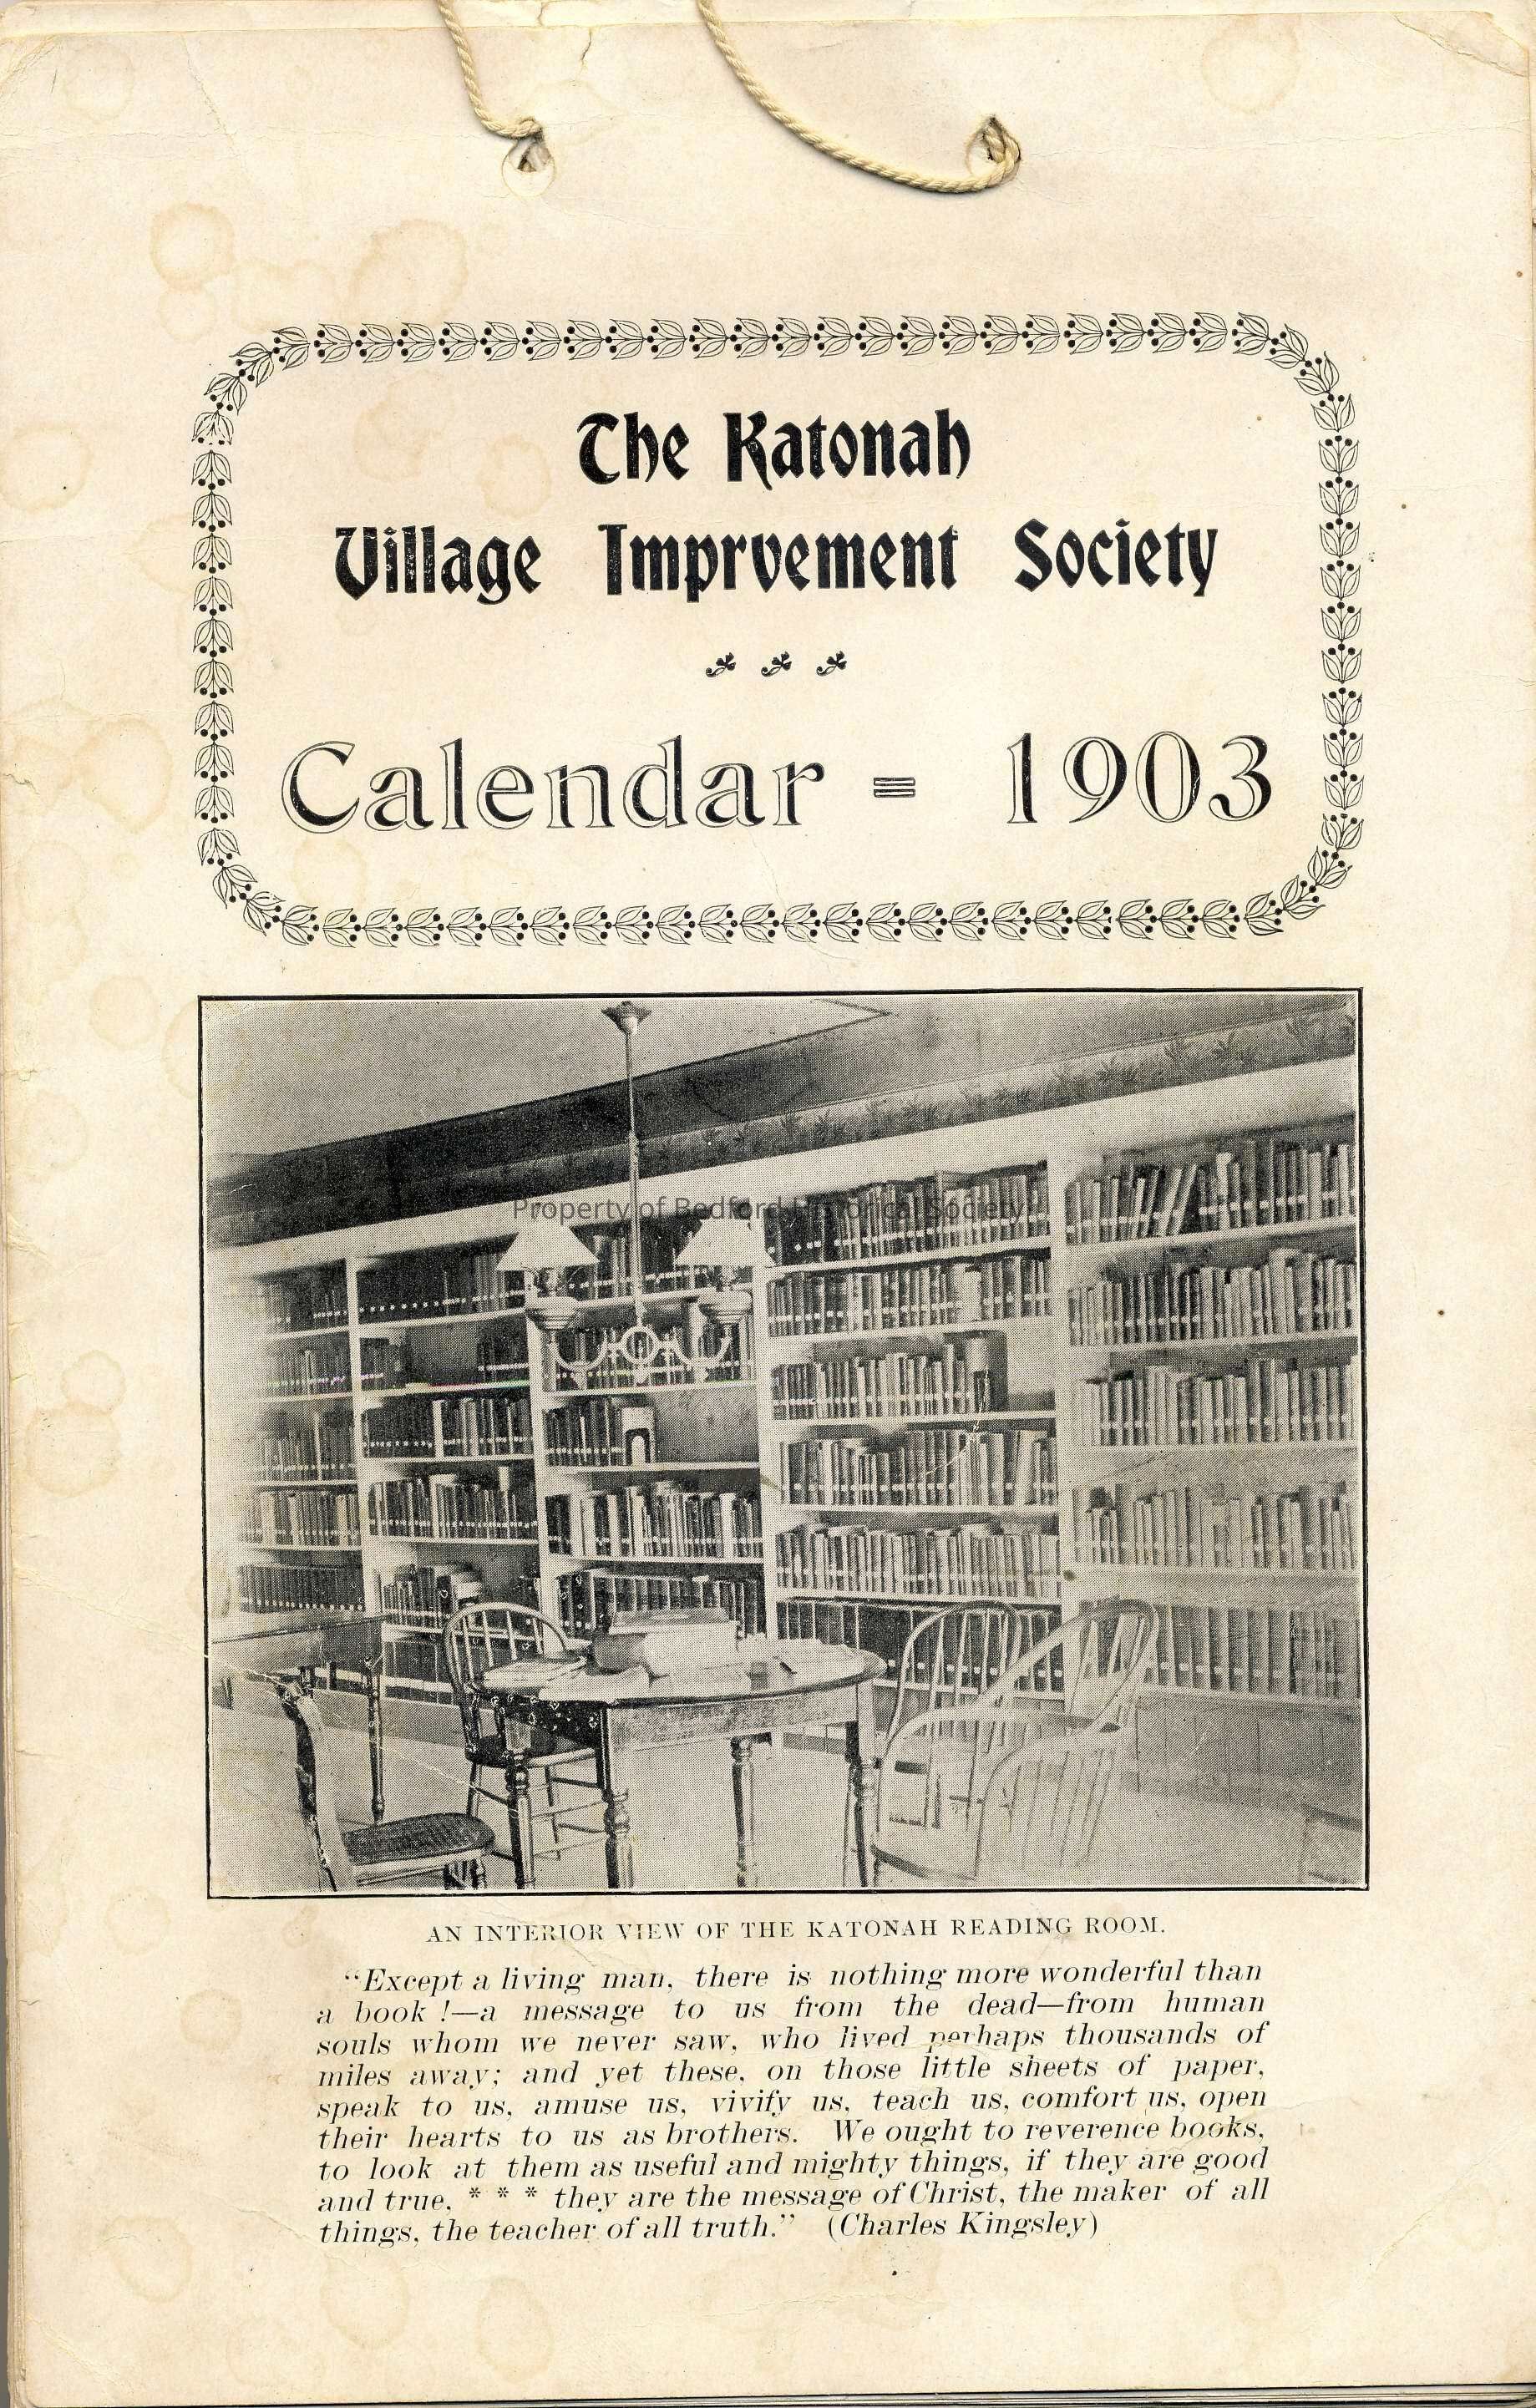 The Katonah
Village Imprvement Society
Calendar = 1903
Property of Bedford Historical Society
AN INTERIOR VIEW OF THE KATONAH READING ROOM.
“Except a living man, there is nothing more wonderful than
a book !—a message to us from the dead—from human
souls whom we never saw, who lived perhaps thousands of
miles away; and yet these, on those little sheets of paper,
speak to us, amuse us, vivify us, teach us, comfort us, open
their hearts to us as brothers. We ought to reverence books,
to look at them as useful and mighty things, if they are good
and true. * * * they are the message of Christ, the maker of all
things, the teacher of all truth.” (Charles Kingsley)